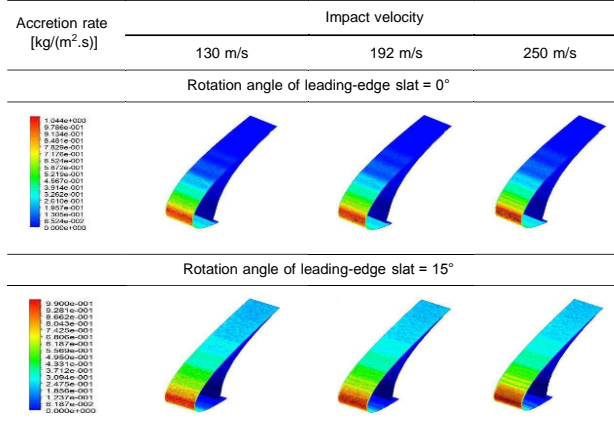 Accretion rate
[kg/(m².s)]
Impact velocity
130 m/s
192 m/s
250 m/s
Rotation angle of leading-edge slat = 0°
1.044e+000
9.786e-001
9.134e-001
8.481e-001
7.829e-001
7.176e-001
6.524e-001
5.872e-001
5.219e-001
4.567e-001
3.914e-001
3.262e-001
2.610e-001
1.957e-001
1.305e-001
6.524e-002
0.000e+000
Rotation angle of leading-edge slat = 15°
9.900e-001
9.281e-001
8.662e-001
8.043e-001
7.425e-001
6.806e-001
6.187e-001
5.569e-001
4.950e-001
4.331e-001
3.712e-001
3.094e-001
2.475e-001
1.856e-001
1.237e-001
6.187e-002
0.000e+000